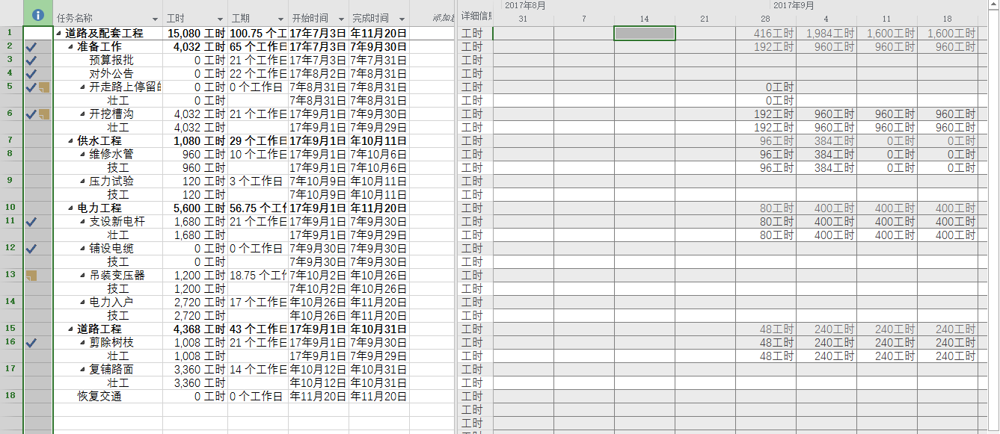 2017年8月 2017年9月
任务名称 工时 工期 开始时间 完成时间 详细信息 31 7 14 21 28 4 11 18
1 道路及配套工程 15,080 工时 100.75 个工 17年7月3日 年11月20日 工时 416工时 1,984工时 1,600工时 1,600工时
2 准备工作 4,032 工时 65 个工作日 17年7月3日 7年9月30日 工时 192工时 960工时 960工时 960工时
3 预算报批 0 工时 21 个工作日 17年7月3日 7年7月31日 工时
4 对外公告 0 工时 22 个工作日 17年8月2日 7年8月31日 工时
5 开走路上停留的 0 工时 0 个工作日 7年8月31日 7年8月31日 工时 0工时
壮工 0 工时 7年8月31日 7年8月31日 工时 0工时
6 开挖槽沟 4,032 工时 21 个工作日 17年9月1日 7年9月30日 工时 192工时 960工时 960工时 960工时
壮工 4,032 工时 17年9月1日 7年9月29日 工时 192工时 960工时 960工时 960工时
7 供水工程 1,080 工时 29 个工作日 17年9月1日 年10月11日 工时 96工时 384工时 0工时 0工时
8 维修水管 960 工时 10 个工作日 17年9月1日 7年10月6日 工时 96工时 384工时 0工时 0工时
技工 960 工时 17年9月1日 7年10月6日 工时 96工时 384工时 0工时 0工时
9 压力试验 120 工时 3 个工作日 7年10月9日 年10月11日 工时
技工 120 工时 7年10月9日 年10月11日 工时
10 电力工程 5,600 工时 56.75 个工作 17年9月1日 年11月20日 工时 80工时 400工时 400工时 400工时
11 支设新电杆 1,680 工时 21 个工作日 17年9月1日 7年9月30日 工时 80工时 400工时 400工时 400工时
壮工 1,680 工时 17年9月1日 7年9月29日 工时 80工时 400工时 400工时 400工时
12 铺设电缆 0 工时 0 个工作日 7年9月30日 7年9月30日 工时
技工 0 工时 7年9月30日 7年9月30日 工时
13 吊装变压器 1,200 工时 18.75 个工作 7年10月2日 年10月26日 工时
技工 1,200 工时 7年10月2日 年10月26日 工时
14 电力入户 2,720 工时 17 个工作日 年10月26日 年11月20日 工时
技工 2,720 工时 年10月26日 年11月20日 工时
15 道路工程 4,368 工时 43 个工作日 17年9月1日 年10月31日 工时 48工时 240工时 240工时 240工时
16 剪除树枝 1,008 工时 21 个工作日 17年9月1日 7年9月30日 工时 48工时 240工时 240工时 240工时
壮工 1,008 工时 17年9月1日 7年9月29日 工时 48工时 240工时 240工时 240工时
17 复铺路面 3,360 工时 14 个工作日 年10月12日 年10月31日 工时
壮工 3,360 工时 年10月12日 年10月31日 工时
18 恢复交通 0 工时 0 个工作日 年11月20日 年11月20日 工时
工时
工时